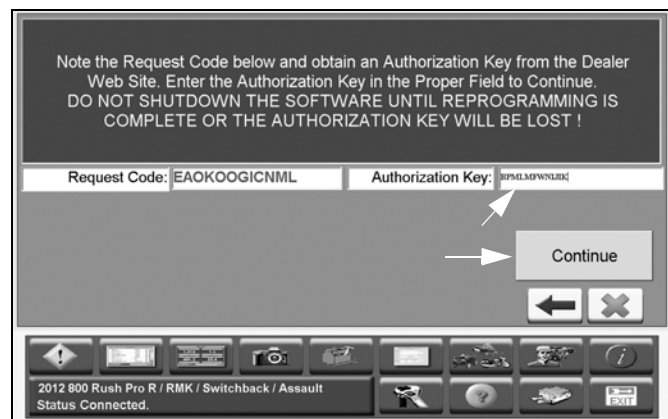 Note the Request Code below and obtain an Authorization Key from the Dealer
Web Site. Enter the Authorization Key in the Proper Field to Continue.
DO NOT SHUTDOWN THE SOFTWARE UNTIL REPROGRAMMING IS
COMPLETE OR THE AUTHORIZATION KEY WILL BE LOST !
Request Code: EAOKOOGICNML Authorization Key:
Continue
2012 800 Rush Pro R / RMK / Switchback / Assault
Status Connected.
EXIT